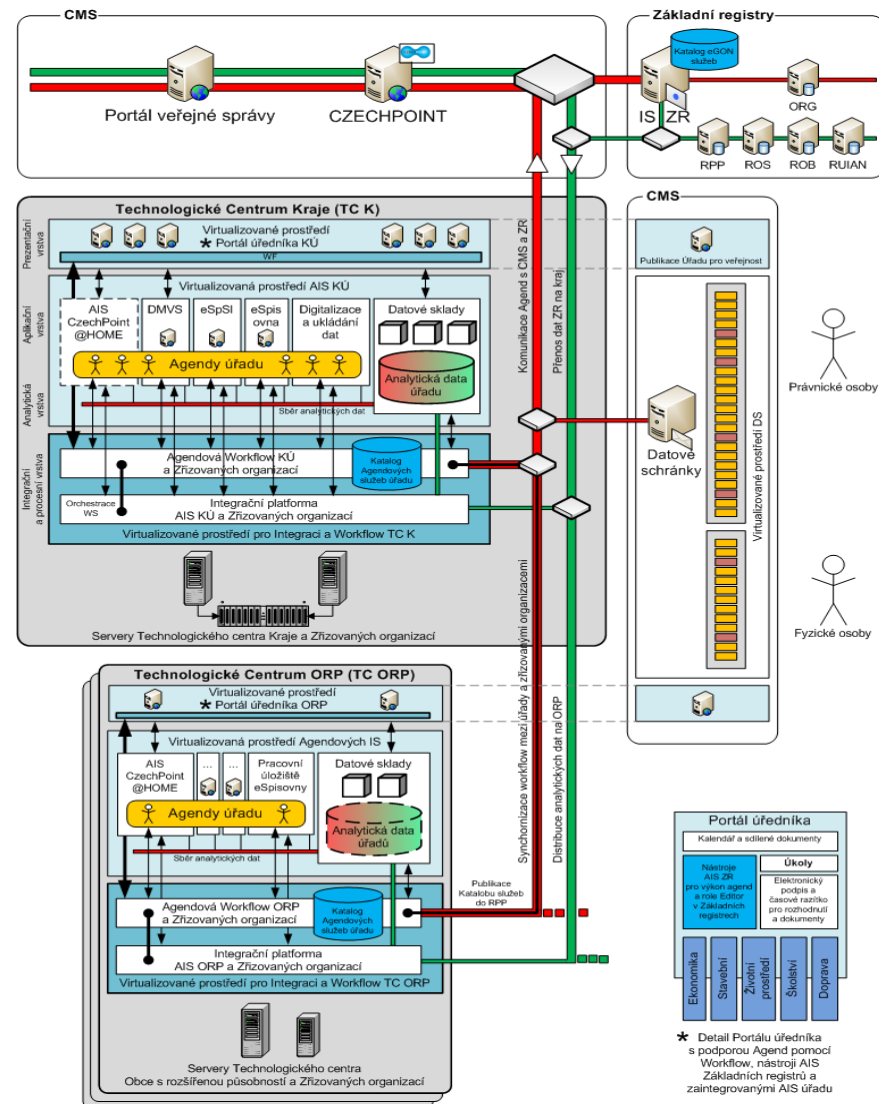 CMS
Portál veřejné správy
CZECHPOINT
Základní registry
Katalog eGON
služeb
IS ZR
ORG
RPP
ROS
ROB
RUIAN
Technologické Centrum Kraje (TC K)
Prezentační
vrstva
Virtualizované prostředí
* Portál úředníka KÚ
WF
Aplikační
vrstva
Virtualizovaná prostředí AIS KÚ
AIS
CzechPoint
@HOME
DMVS
eSpSl
eSpis
ovna
Digitalizace
a ukládání
dat
Datové sklady
Agendy úřadu
Analytická data
úřadu
Analytická
vrstva
Sběr analytických dat
Integrační
a procesní vrstva
Agendová Workflow KÚ
a Zřizovaných organizací
Katalog
Agendových
služeb úřadu
Orchestrace
WS
Integrační platforma
AIS KÚ a Zřizovaných organizací
Virtualizované prostředí pro Integraci a Workflow TC K
Servery Technologického centra Kraje a Zřizovaných organizací
Komunikace Agend s CMS a ZR
Přenos dat ZR na kraj
Synchornizace workflow mezi úřady a zřizovanými organizacemi
Distribuce analytických dat na ORP
CMS
Publikace Úřadu pro veřejnost
Datové
schránky
Virtualizované prostředí DS
Právnické osoby
Fyzické osoby
Technologické Centrum ORP (TC ORP)
Virtualizované prostředí
* Portál úředníka ORP
Virtualizovaná prostředí Agendových IS
AIS
CzechPoint
@HOME
...
...
Pracovní
úložiště
eSpisovny
Datové sklady
Agendy úřadu
Analytická data
úřadů
Sběr analytických dat
Agendová Workflow ORP
a Zřizovaných organizací
Katalog
Agendových
služeb úřadu
Publikace
Katalobu služeb
do RPP
Integrační platforma
AIS ORP a Zřizovaných organizací
Virtualizované prostředí pro Integraci a Workflow TC ORP
Servery Technologického centra
Obce s rozšířenou působností a Zřizovaných organizací
Portál úředníka
Kalendář a sdílené dokumenty
Nástroje
AIS ZR
pro výkon agend
a role Editor
v Základních
registrech
Úkoly
Elektronický
podpis a
časové razítko
pro rozhodnutí
a dokumenty
Ekonomika
Stavební
Životní
prostředí
Školství
Doprava
* Detail Portálu úředníka
s podporou Agend pomocí
Workflow, nástroji AIS
Základních registrů a
zaintegrovanými AIS úřadu